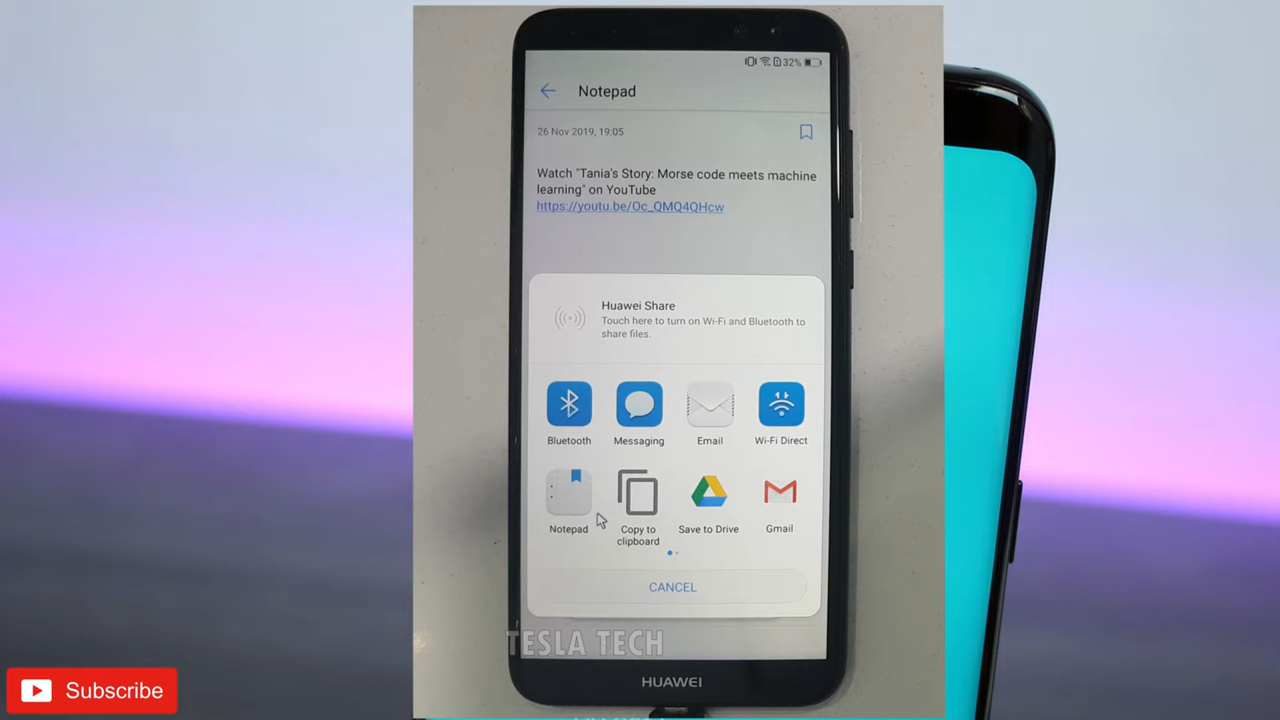 32%
Notepad
26 Nov 2019, 19:05
Watch "Tania's Story: Morse code meets machine
learning" on YouTube
https://youtu.be/Oc_QMQ4QHcw
Huawei Share
Touch here to turn on Wi-Fi and Bluetooth to
share files.
Bluetooth Messaging Email Wi-Fi Direct
Notepad Copy to Save to Drive Gmail
clipboard
CANCEL
TESLA TECH
HUAWEI
Subscribe